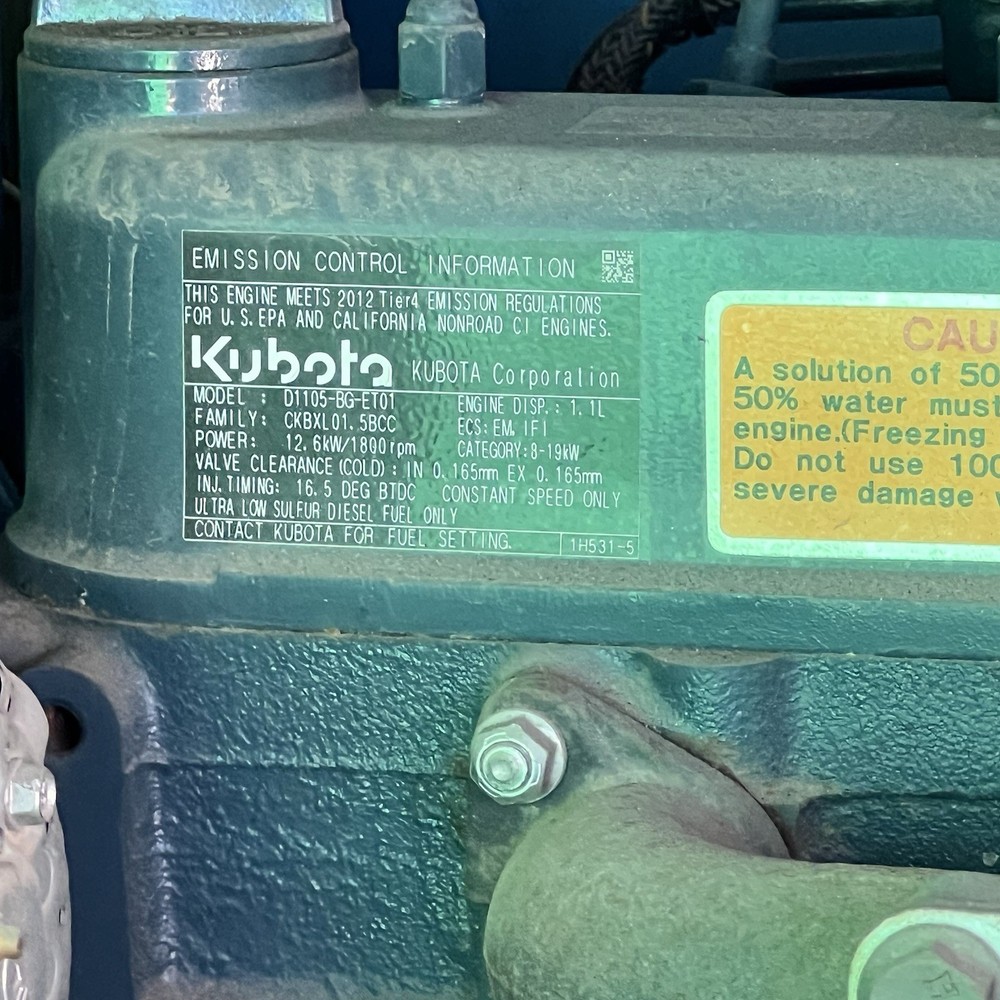 EMISSION CONTROL INFORMATION
THIS ENGINE MEETS 2012 Tier4 EMISSION REGULATIONS
FOR U.S.EPA AND CALIFORNIA NONROAD CI ENGINES.
Kubota KUBOTA Corporation
MODEL : D1105-BG-ET01 ENGINE DISP.: 1.1L
FAMILY: CKBXL01.5BCC ECS: EM, IFI
POWER: 12.6kW/1800rpm CATEGORY:8-19kW
VALVE CLEARANCE(COLD): IN 0.165mm EX 0.165mm
INJ.TIMING: 16.5 DEG BTDC CONSTANT SPEED ONLY
ULTRA LOW SULFUR DIESEL FUEL ONLY
CONTACT KUBOTA FOR FUEL SETTING. 1H531-5
CAU
A solution of 50
50% water must
engine.(Freezing
Do not use 100
severe damage